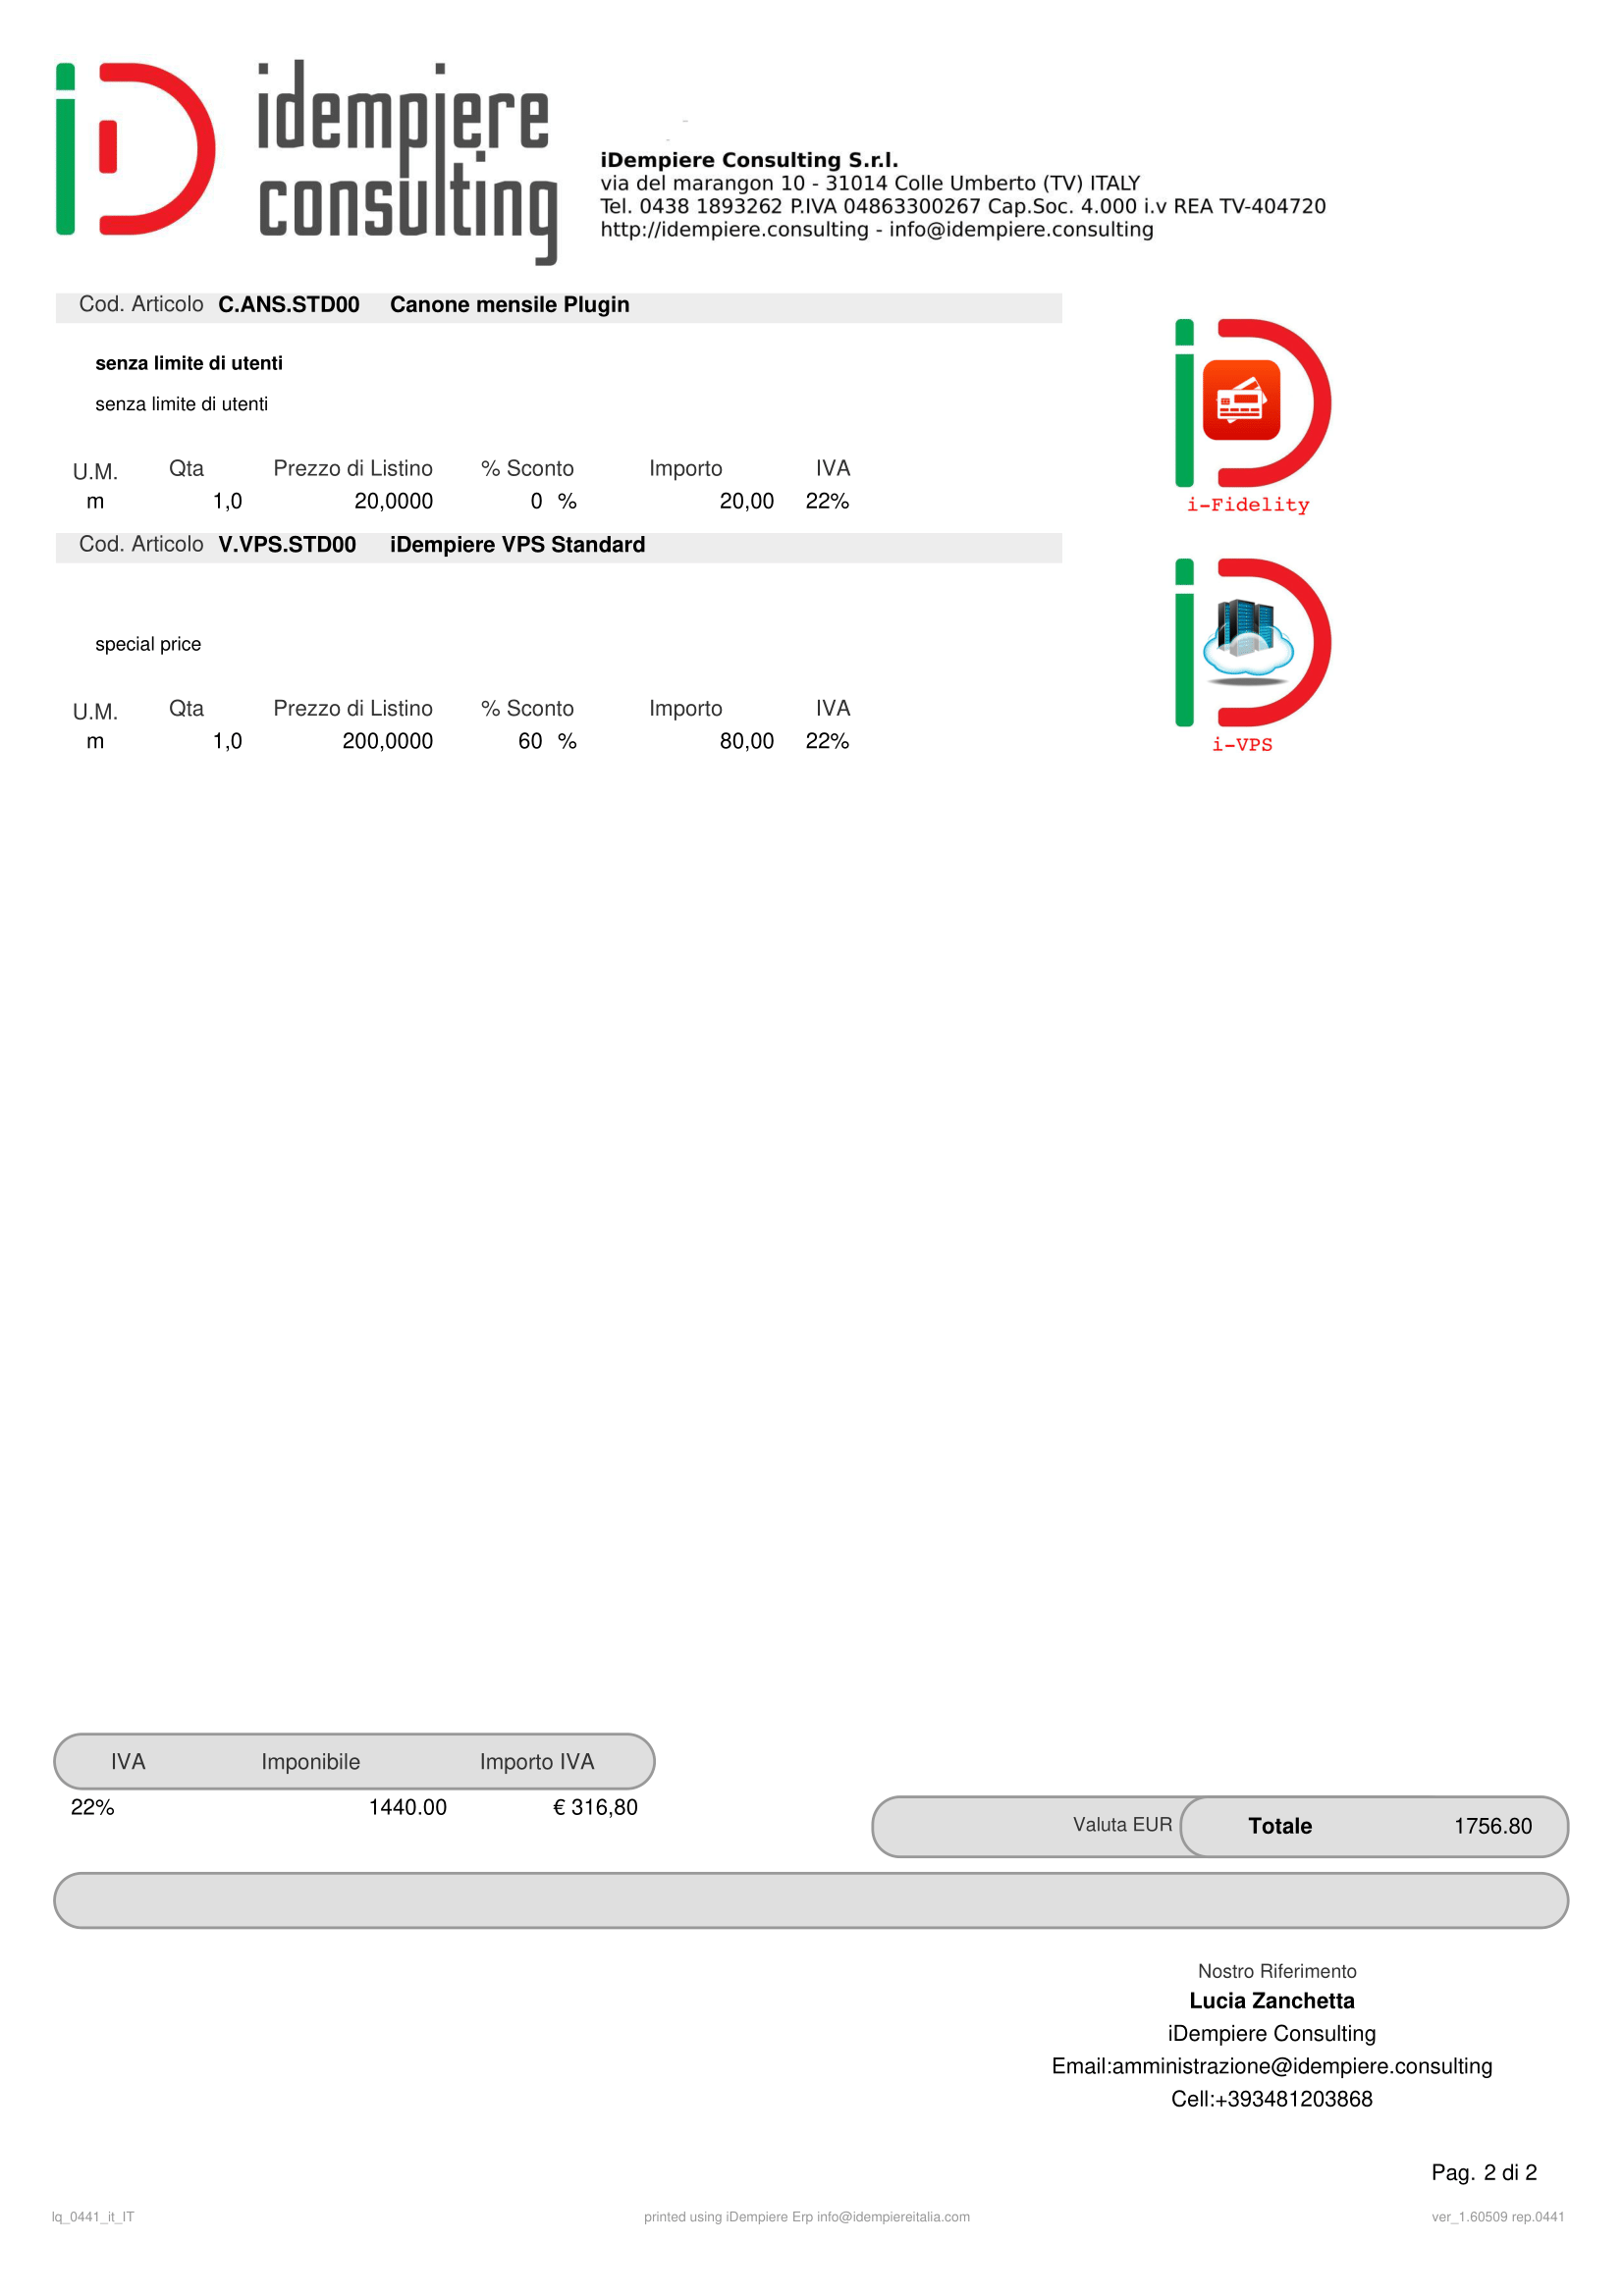 idempiere
consulting
iDempiere Consulting S.r.l.
via del marangon 10 - 31014 Colle Umberto (TV) ITALY
Tel. 0438 1893262 P.IVA 04863300267 Cap.Soc. 4.000 i.v REA TV-404720
http://idempiere.consulting - info@idempiere.consulting
Cod. Articolo C.ANS.STD00 Canone mensile Plugin
senza limite di utenti
senza limite di utenti
U.M. Qta Prezzo di Listino % Sconto Importo IVA
m 1,0 20,0000 0 % 20,00 22%
i-Fidelity
Cod. Articolo V.VPS.STD00 iDempiere VPS Standard
special price
U.M. Qta Prezzo di Listino % Sconto Importo IVA
m 1,0 200,0000 60 % 80,00 22%
i-VPS
IVA Imponibile Importo IVA
22% 1440.00 € 316,80
Valuta EUR Totale 1756.80
Nostro Riferimento
Lucia Zanchetta
iDempiere Consulting
Email:amministrazione@idempiere.consulting
Cell:+393481203868
Pag. 2 di 2
lq_0441_it_IT printed using iDempiere Erp info@idempiereitalia.com ver_1.60509 rep.0441